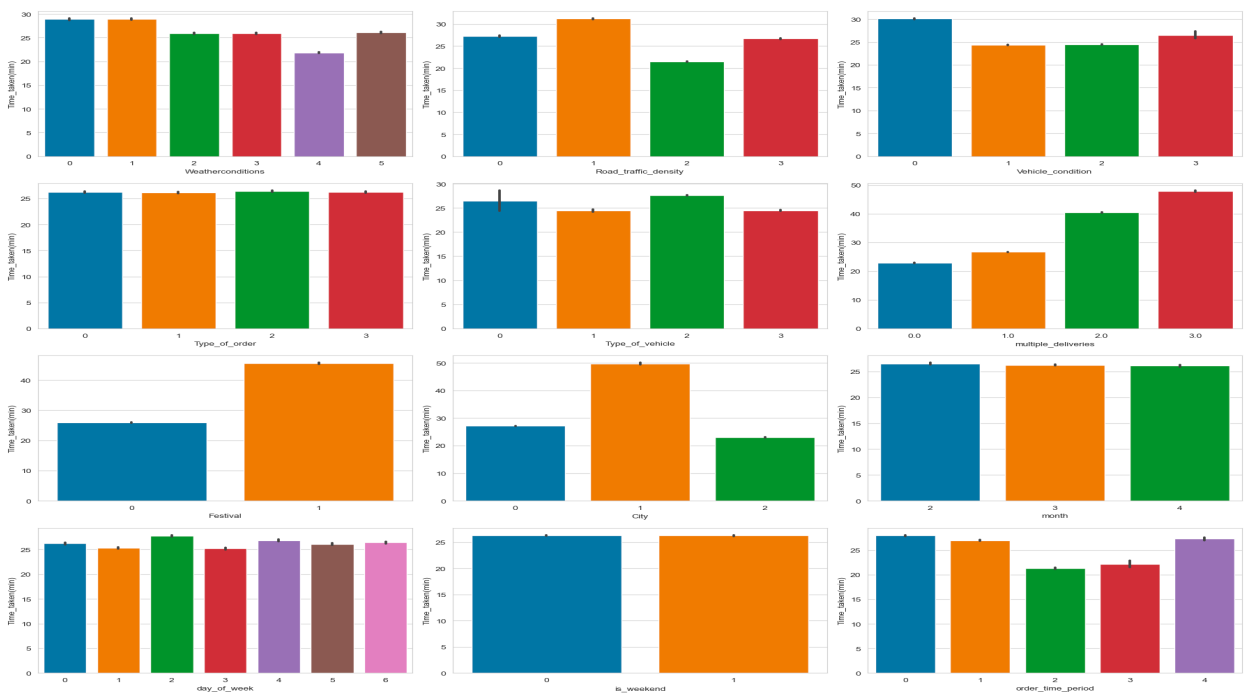 Time_taken(min)
30
25
20
15
10
5
0
0 1 2 3 4 5
Weatherconditions
Time_taken(min)
30
25
20
15
10
5
0
0 1 2 3
Road_traffic_density
Time_taken(min)
30
25
20
15
10
5
0
0 1 2 3
Vehicle_condition
Time_taken(min)
25
20
15
10
5
0
0 1 2 3
Type_of_order
Time_taken(min)
30
25
20
15
10
5
0
0 1 2 3
Type_of_vehicle
Time_taken(min)
50
40
30
20
10
0
0.0 1.0 2.0 3.0
multiple_deliveries
Time_taken(min)
40
30
20
10
0
0 1
Festival
Time_taken(min)
50
40
30
20
10
0
0 1 2
City
Time_taken(min)
25
20
15
10
5
0
2 3 4
month
Time_taken(min)
25
20
15
10
5
0
0 1 2 3 4 5 6
day_of_week
Time_taken(min)
25
20
15
10
5
0
0 1
is_weekend
Time_taken(min)
25
20
15
10
5
0
0 1 2 3 4
order_time_period